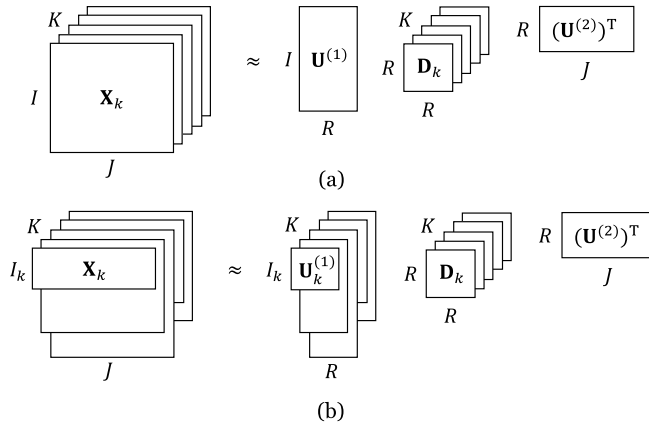 K
I
X_k
J
≈
I
U^(1)
R
K
R
D_k
R
R
(U^(2))^T
J
(a)
K
I_k
X_k
J
≈
K
I_k
U_k^(1)
R
K
R
D_k
R
R
(U^(2))^T
J
(b)